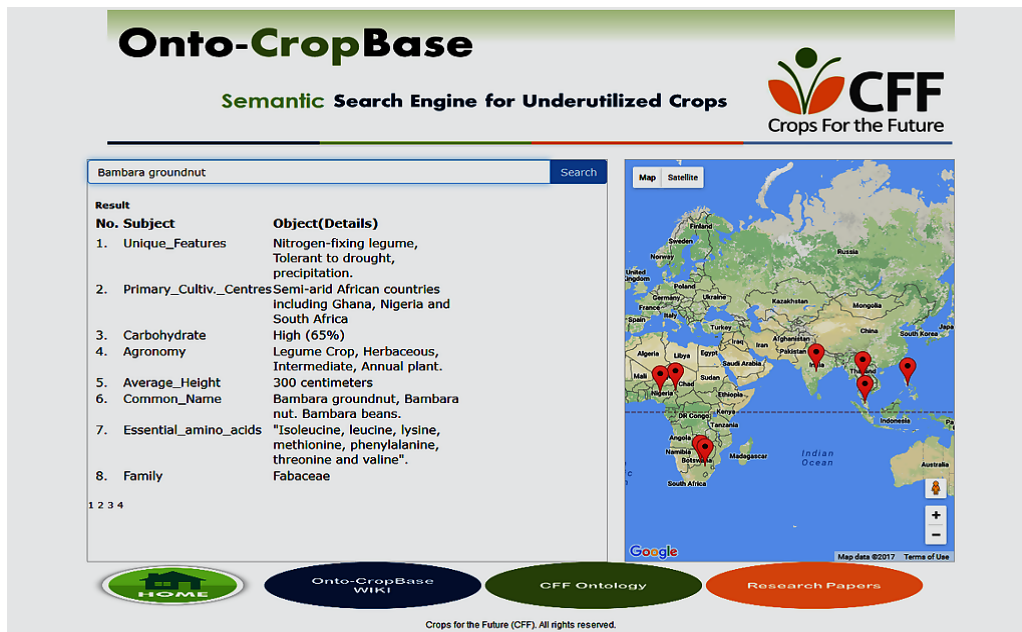 Onto-CropBase
Semantic Search Engine for Underutilized Crops
CFF
Crops For the Future
Bambara groundnut Search
Result
No. Subject Object(Details)
1. Unique_Features Nitrogen-fixing legume,
Tolerant to drought,
precipitation.
2. Primary_Cultiv._Centres Semi-arid African countries
including Ghana, Nigeria and
South Africa
3. Carbohydrate High (65%)
4. Agronomy Legume Crop, Herbaceous,
Intermediate, Annual plant.
5. Average_Height 300 centimeters
6. Common_Name Bambara groundnut, Bambara
nut. Bambara beans.
7. Essential_amino_acids "Isoleucine, leucine, lysine,
methionine, phenylalanine,
threonine and valine".
8. Family Fabaceae
1 2 3 4
Map Satellite
Finland
Sweden
Norway
Russia
United
Kingdom
Poland
Germany
Ukraine
France
Kazakhstan
Mongolia
Italy
Spain
Turkey
China
South Korea
Japa
Iraq
Iran
Afghanistan
Pakistan
Algeria
Libya
Egypt
Saudi Arabia
India
Thailand
Mali
Chad
Sudan
Nigeria
Ethiopia
Kenya
DR Congo
Tanzania
Indonesia
Angola
Namibia
Botswana
Madagascar
Indian
Ocean
Australia
South Africa
Google
Map data ©2017 Terms of Use
HOME
Onto-CropBase
WIKI
CFF Ontology
Research Papers
Crops for the Future (CFF). All rights reserved.